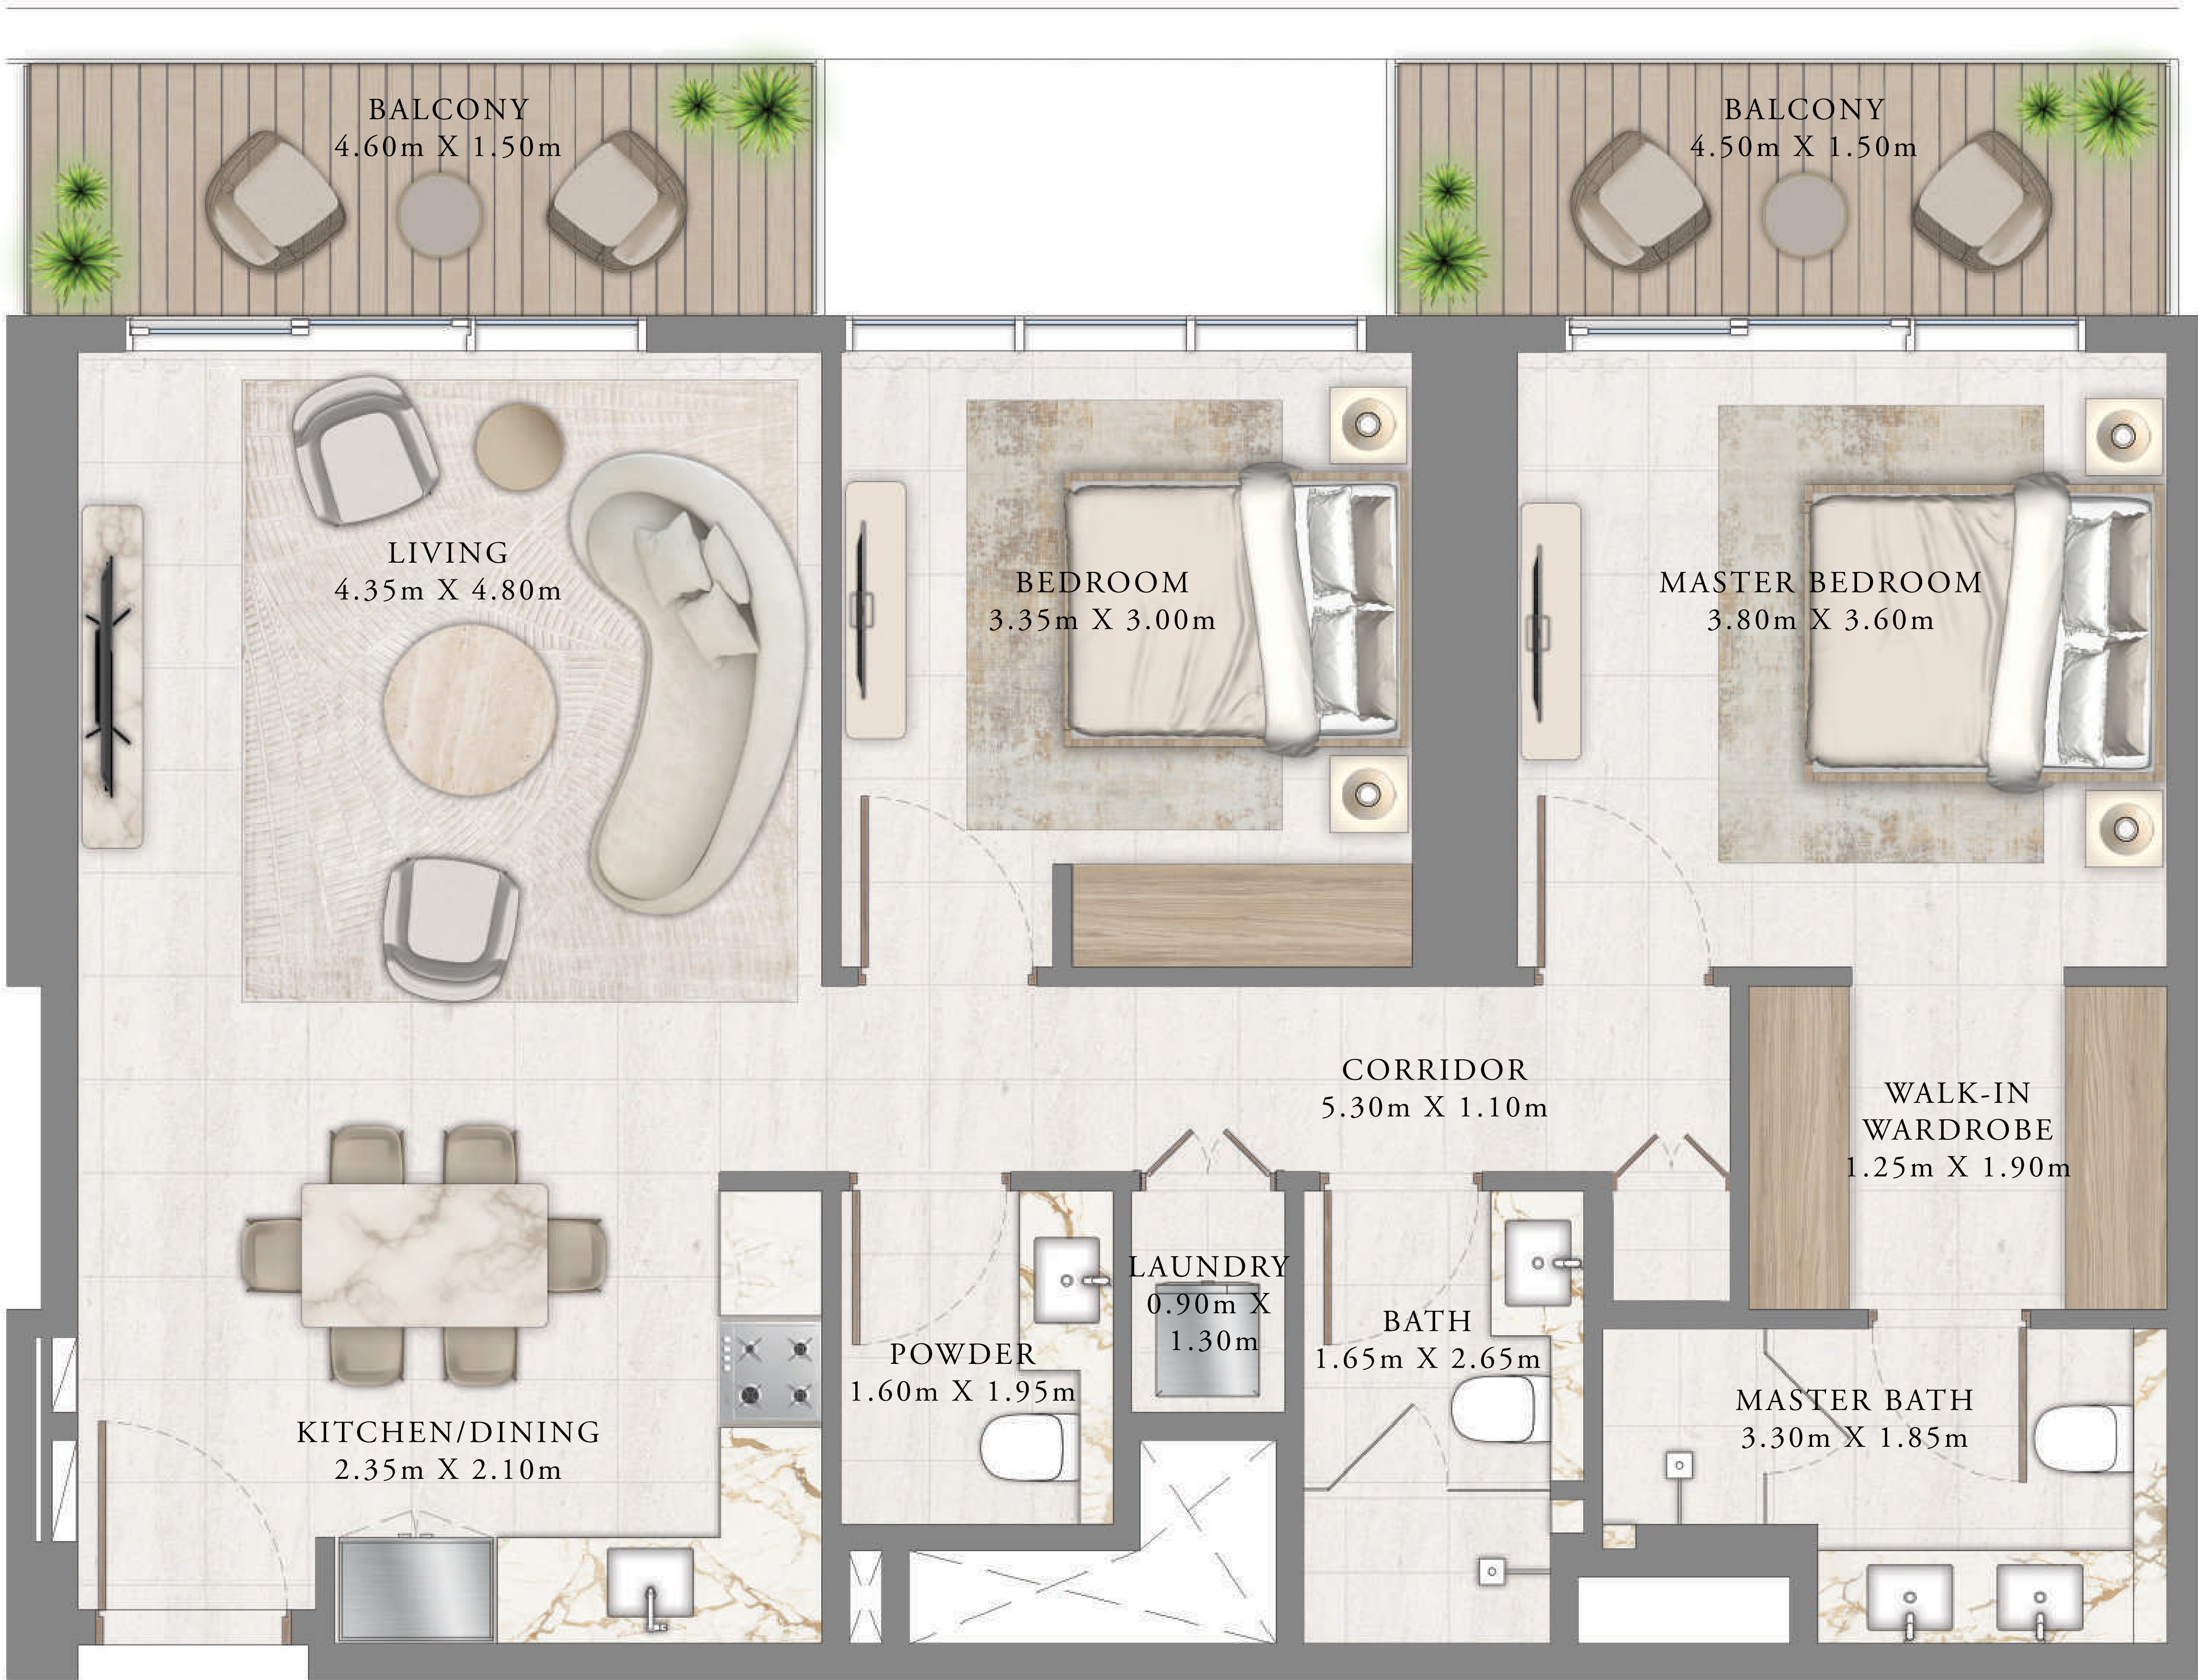 BALCONY
4.60m X 1.50m
BALCONY
4.50m X 1.50m
LIVING
4.35m X 4.80m
BEDROOM
3.35m X 3.00m
MASTER BEDROOM
3.80m X 3.60m
CORRIDOR
5.30m X 1.10m
WALK-IN
WARDROBE
1.25m X 1.90m
KITCHEN/DINING
2.35m X 2.10m
POWDER
1.60m X 1.95m
LAUNDRY
0.90m X
1.30m
BATH
1.65m X 2.65m
MASTER BATH
3.30m X 1.85m